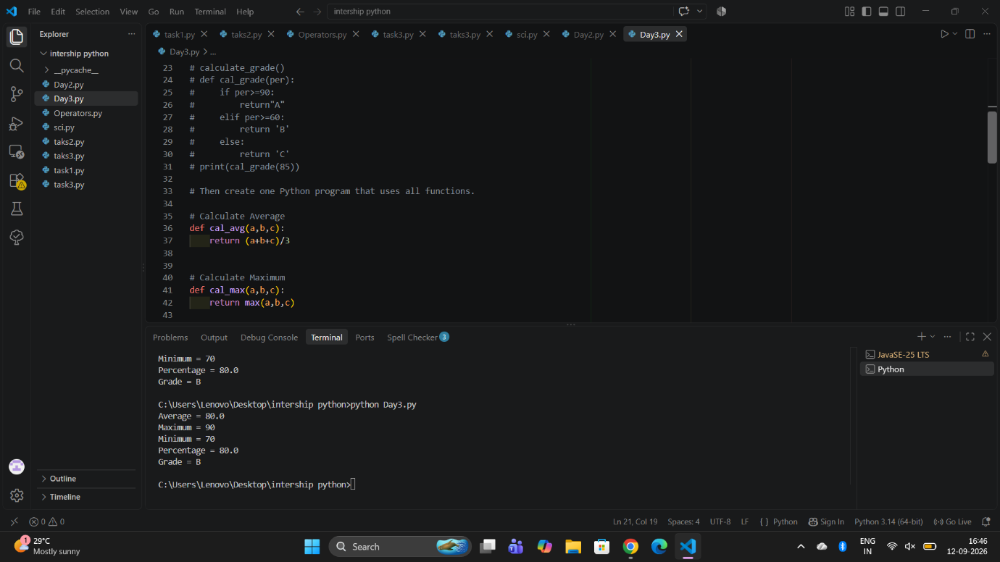 File Edit Selection View Go Run Terminal Help
intership python
Explorer
intership python
__pycache__
Day2.py
Day3.py
Operators.py
sci.py
taks2.py
taks3.py
task1.py
task3.py
Outline
Timeline
task1.py taks2.py Operators.py task3.py taks3.py sci.py Day2.py Day3.py
Day3.py > ...
23 # calculate_grade()
24 # def cal_grade(per):
25 #     if per>=90:
26 #         return"A"
27 #     elif per>=60:
28 #         return 'B'
29 #     else:
30 #         return 'C'
31 # print(cal_grade(85))
32
33 # Then create one Python program that uses all functions.
34
35 # Calculate Average
36 def cal_avg(a,b,c):
37     return (a+b+c)/3
38
39
40 # Calculate Maximum
41 def cal_max(a,b,c):
42     return max(a,b,c)
43
Problems Output Debug Console Terminal Ports Spell Checker 3
Minimum = 70
Percentage = 80.0
Grade = B
C:\Users\Lenovo\Desktop\intership python>python Day3.py
Average = 80.0
Maximum = 90
Minimum = 70
Percentage = 80.0
Grade = B
C:\Users\Lenovo\Desktop\intership python>
JavaSE-25 LTS
Python
0 0 Ln 21, Col 19 Spaces: 4 UTF-8 LF { } Python Sign In Python 3.14 (64-bit) Go Live
1
29°C
Mostly sunny
Search
ENG
IN
16:46
12-09-2026